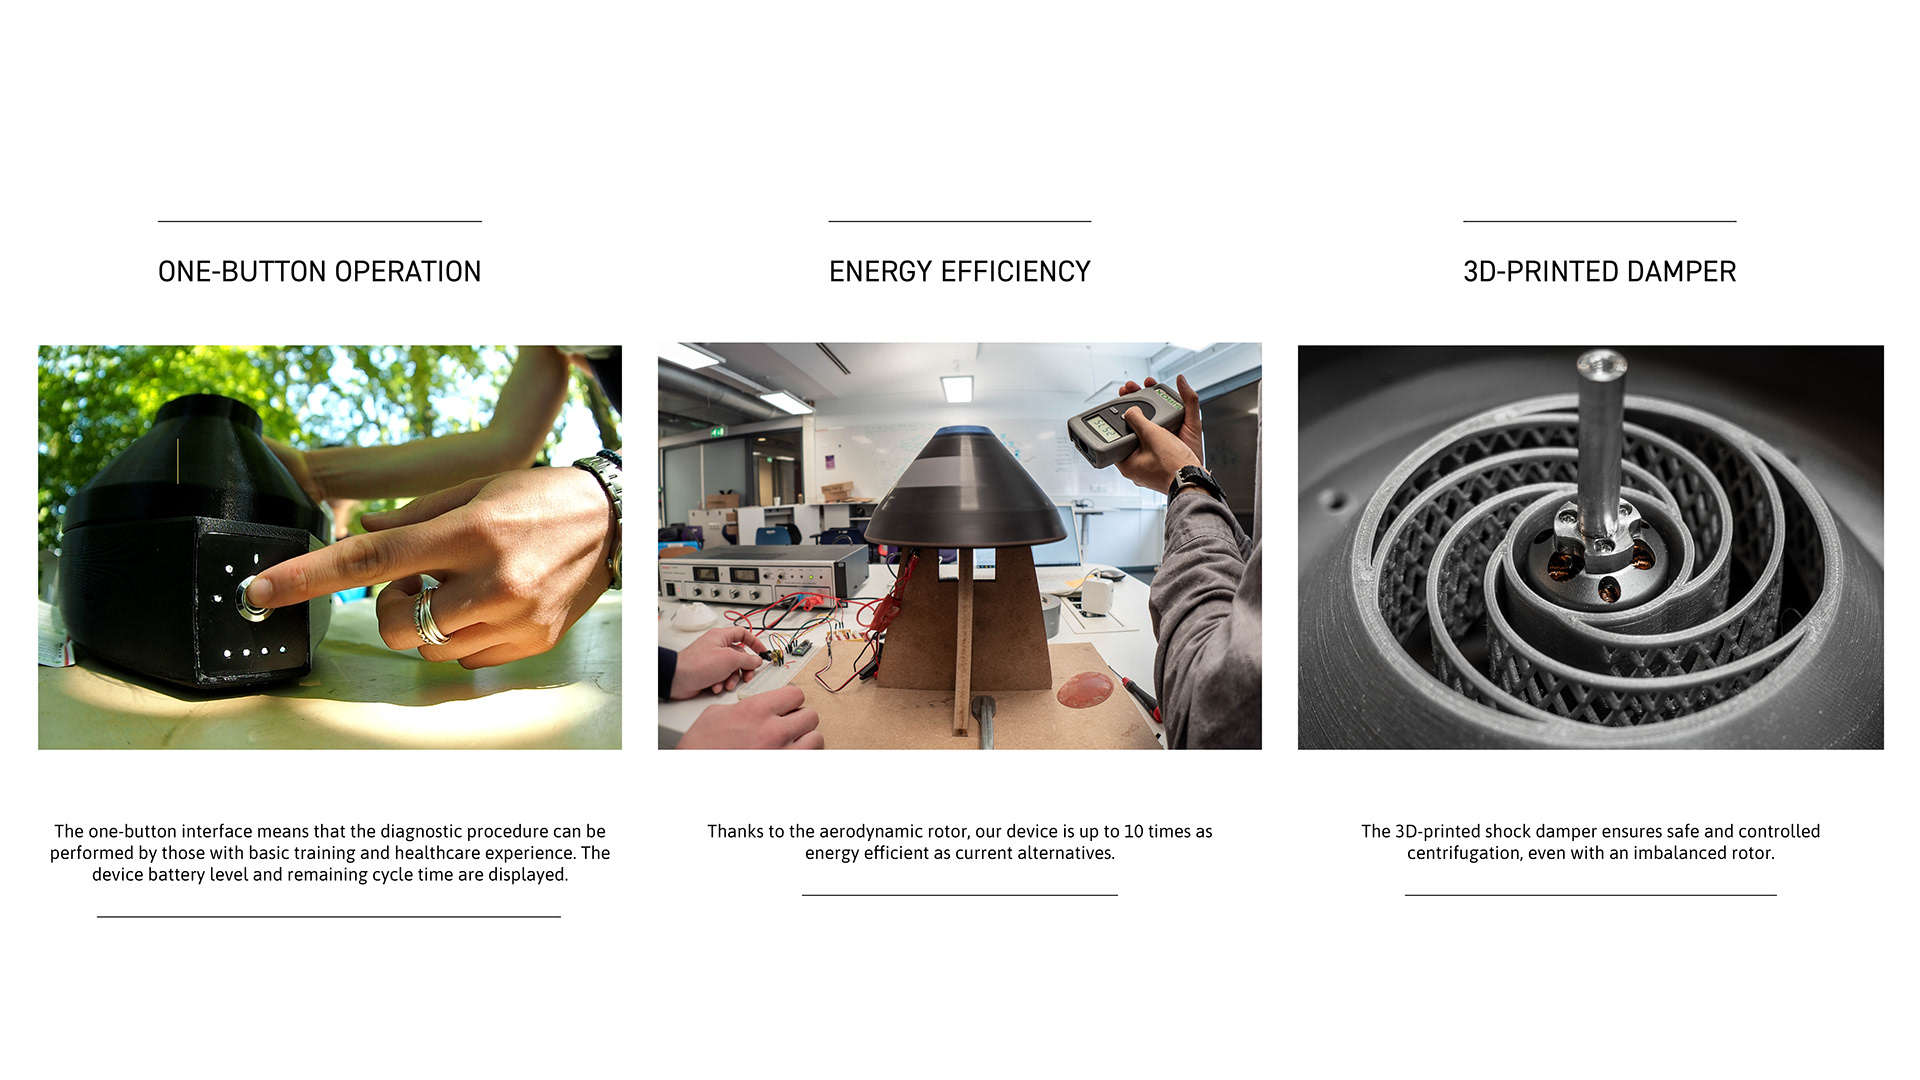 ONE-BUTTON OPERATION
The one-button interface means that the diagnostic procedure can be
performed by those with basic training and healthcare experience. The
device battery level and remaining cycle time are displayed.
ENERGY EFFICIENCY
Thanks to the aerodynamic rotor, our device is up to 10 times as
energy efficient as current alternatives.
3D-PRINTED DAMPER
The 3D-printed shock damper ensures safe and controlled
centrifugation, even with an imbalanced rotor.